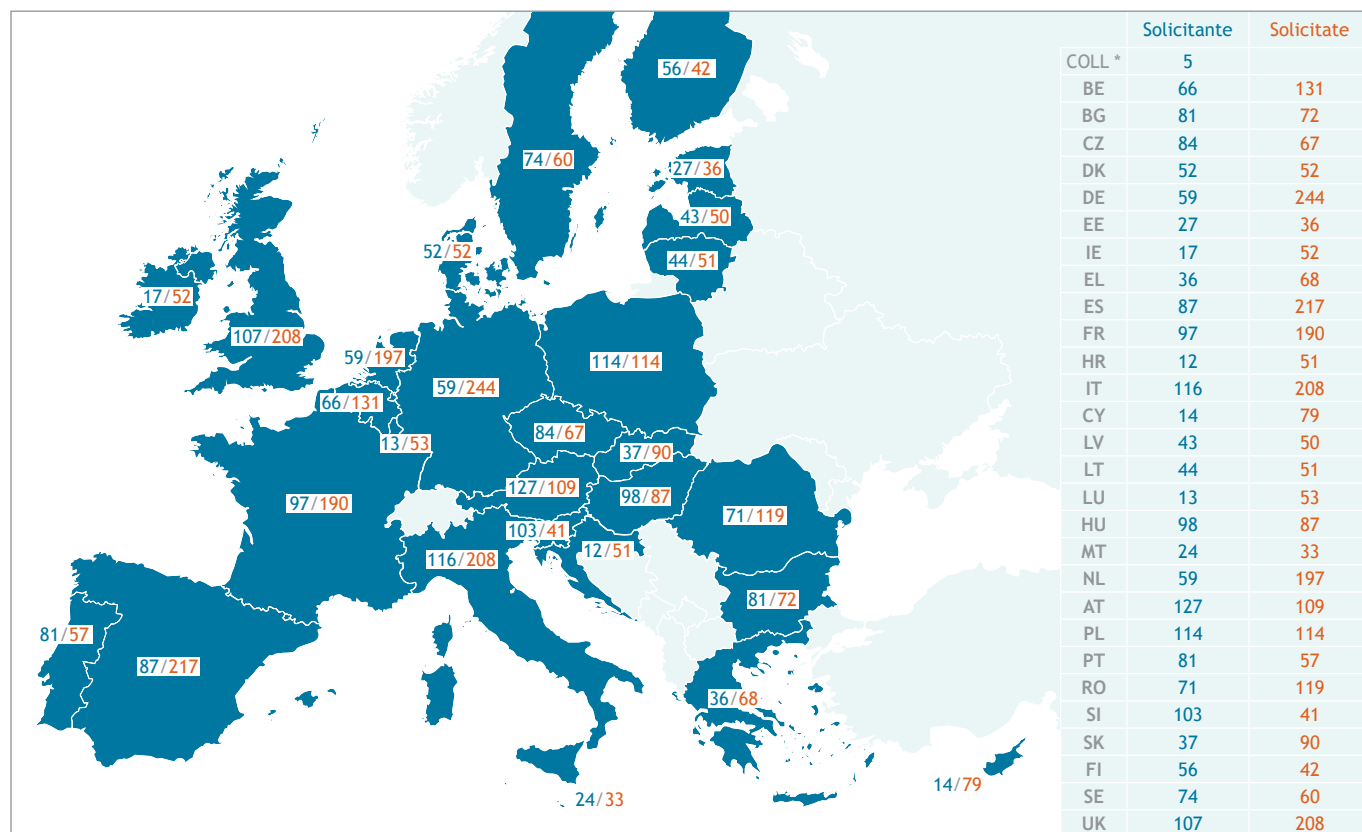 56/42
74/60
27/36
43/50
44/51
52/52
17/52
107/208
59/197
59/244
114/114
66/131
13/53
84/67
37/90
97/190
127/109
98/87
71/119
103/41
12/51
116/208
81/72
81/57
87/217
36/68
14/79
24/33
Solicitante Solicitate
COLL * 5
BE 66 131
BG 81 72
CZ 84 67
DK 52 52
DE 59 244
EE 27 36
IE 17 52
EL 36 68
ES 87 217
FR 97 190
HR 12 51
IT 116 208
CY 14 79
LV 43 50
LT 44 51
LU 13 53
HU 98 87
MT 24 33
NL 59 197
AT 127 109
PL 114 114
PT 81 57
RO 71 119
SI 103 41
SK 37 90
FI 56 42
SE 74 60
UK 107 208